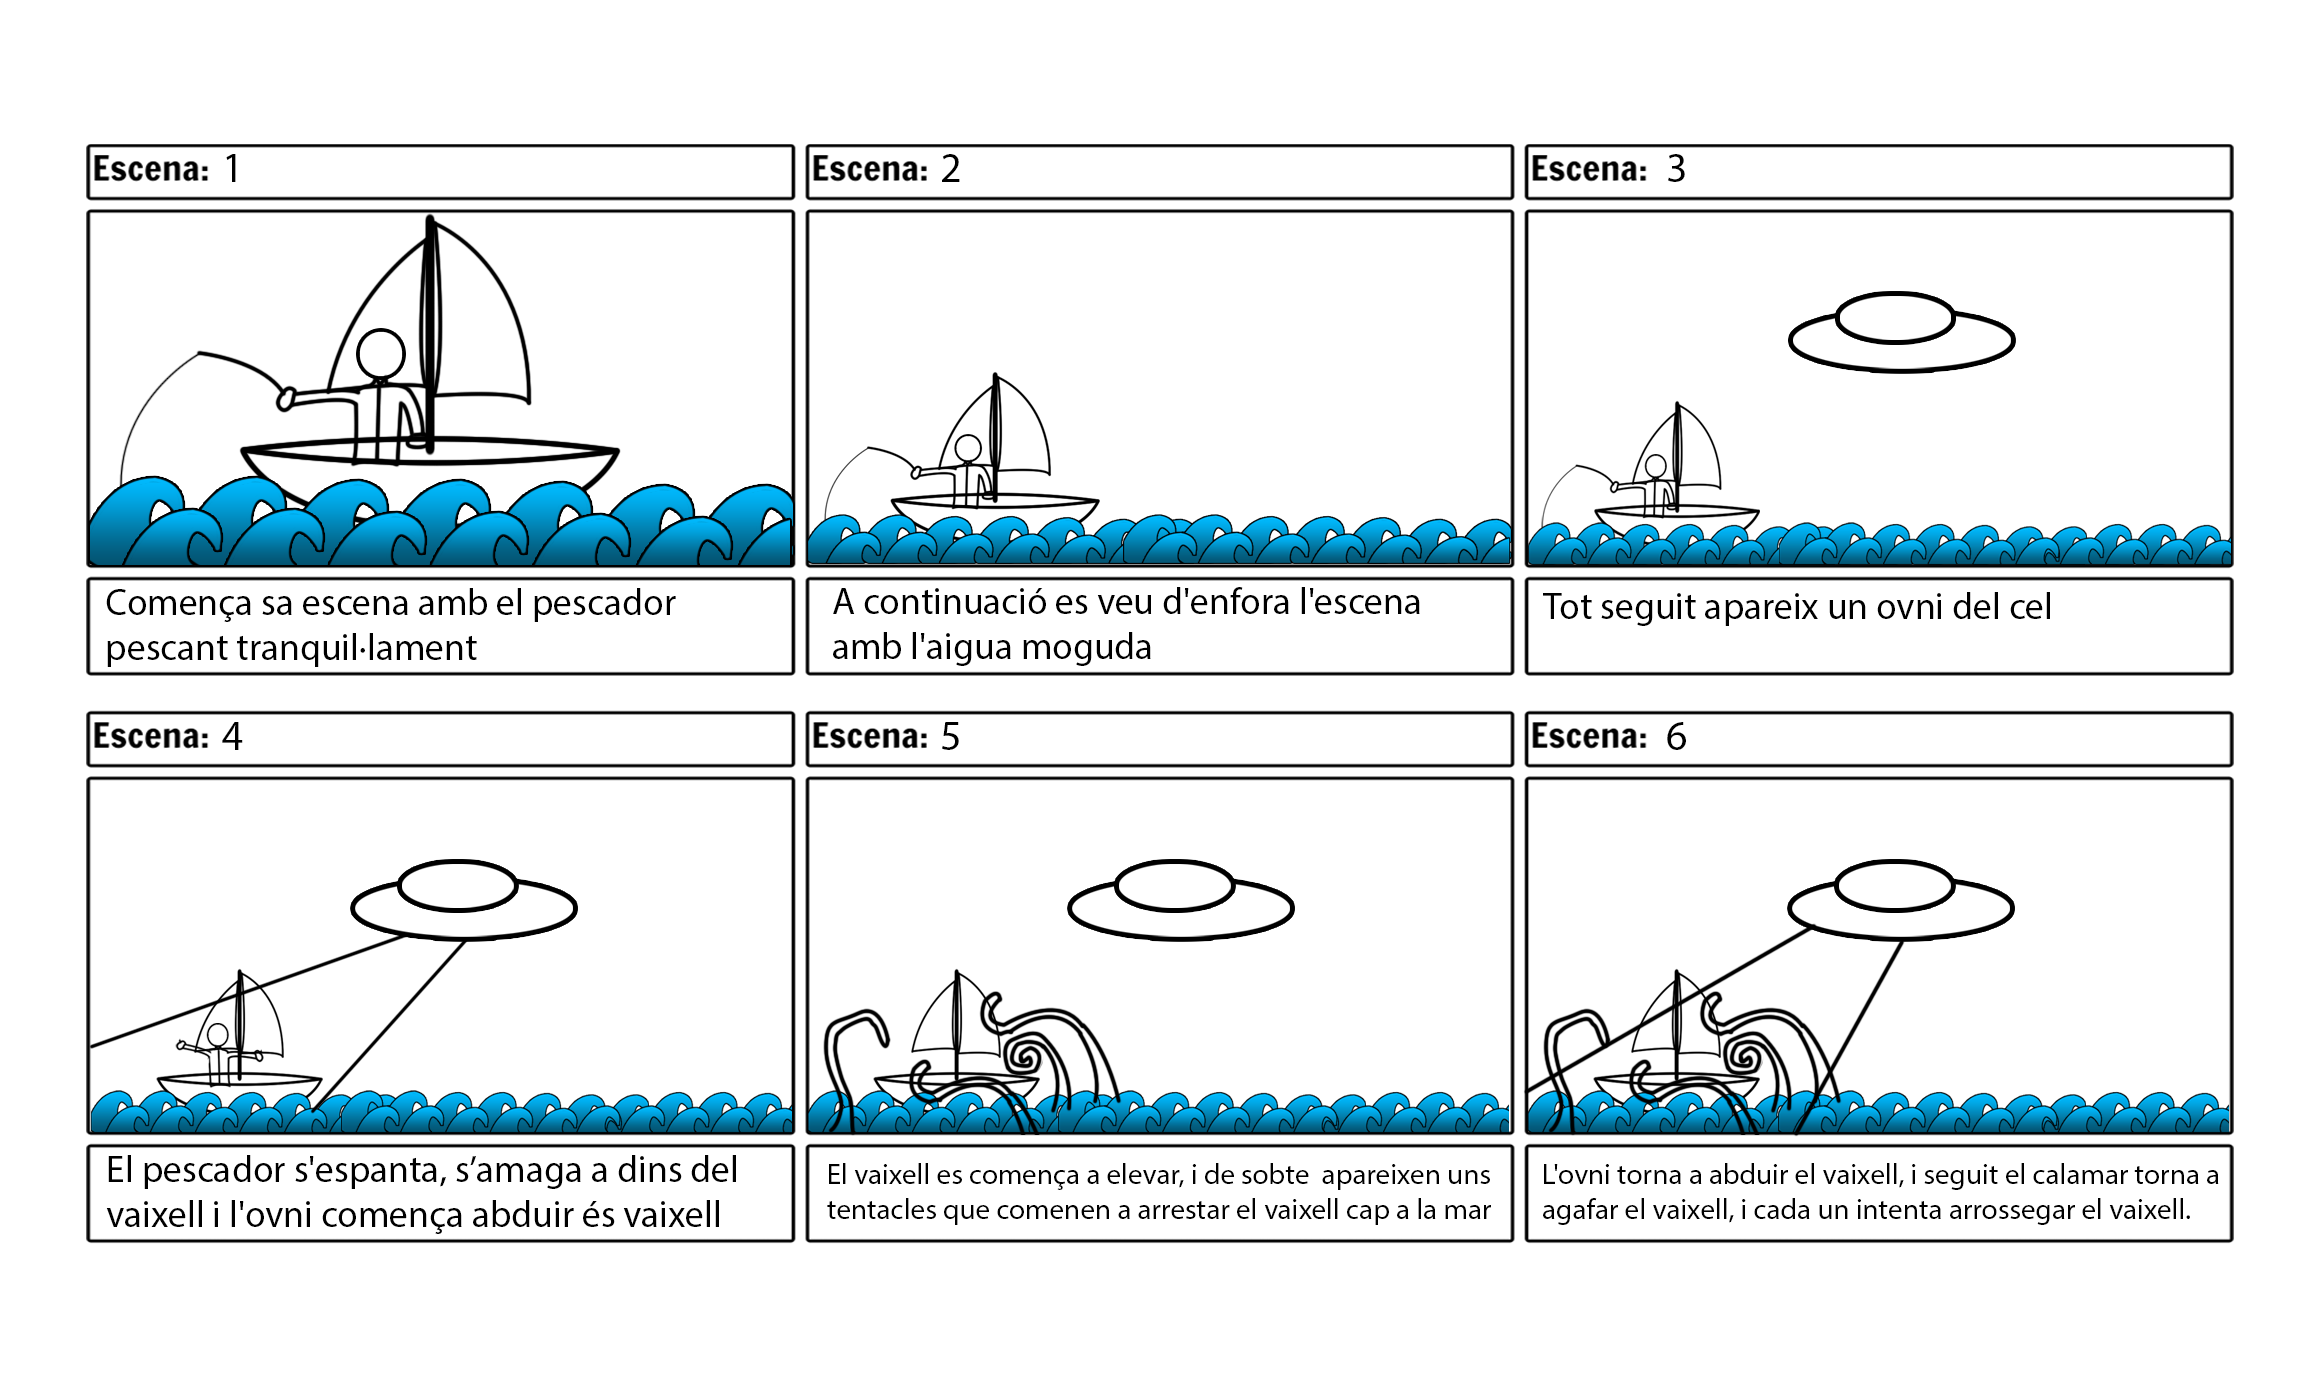 Escena: 1
Comença sa escena amb el pescador
pescant tranquil·lament
Escena: 2
A continuació es veu d'enfora l'escena
amb l'aigua moguda
Escena: 3
Tot seguit apareix un ovni del cel
Escena: 4
El pescador s'espanta, s’amaga a dins del
vaixell i l'ovni comença abduir és vaixell
Escena: 5
El vaixell es comença a elevar, i de sobte  apareixen uns
tentacles que comenen a arrestar el vaixell cap a la mar
Escena: 6
L'ovni torna a abduir el vaixell, i seguit el calamar torna a
agafar el vaixell, i cada un intenta arrossegar el vaixell.